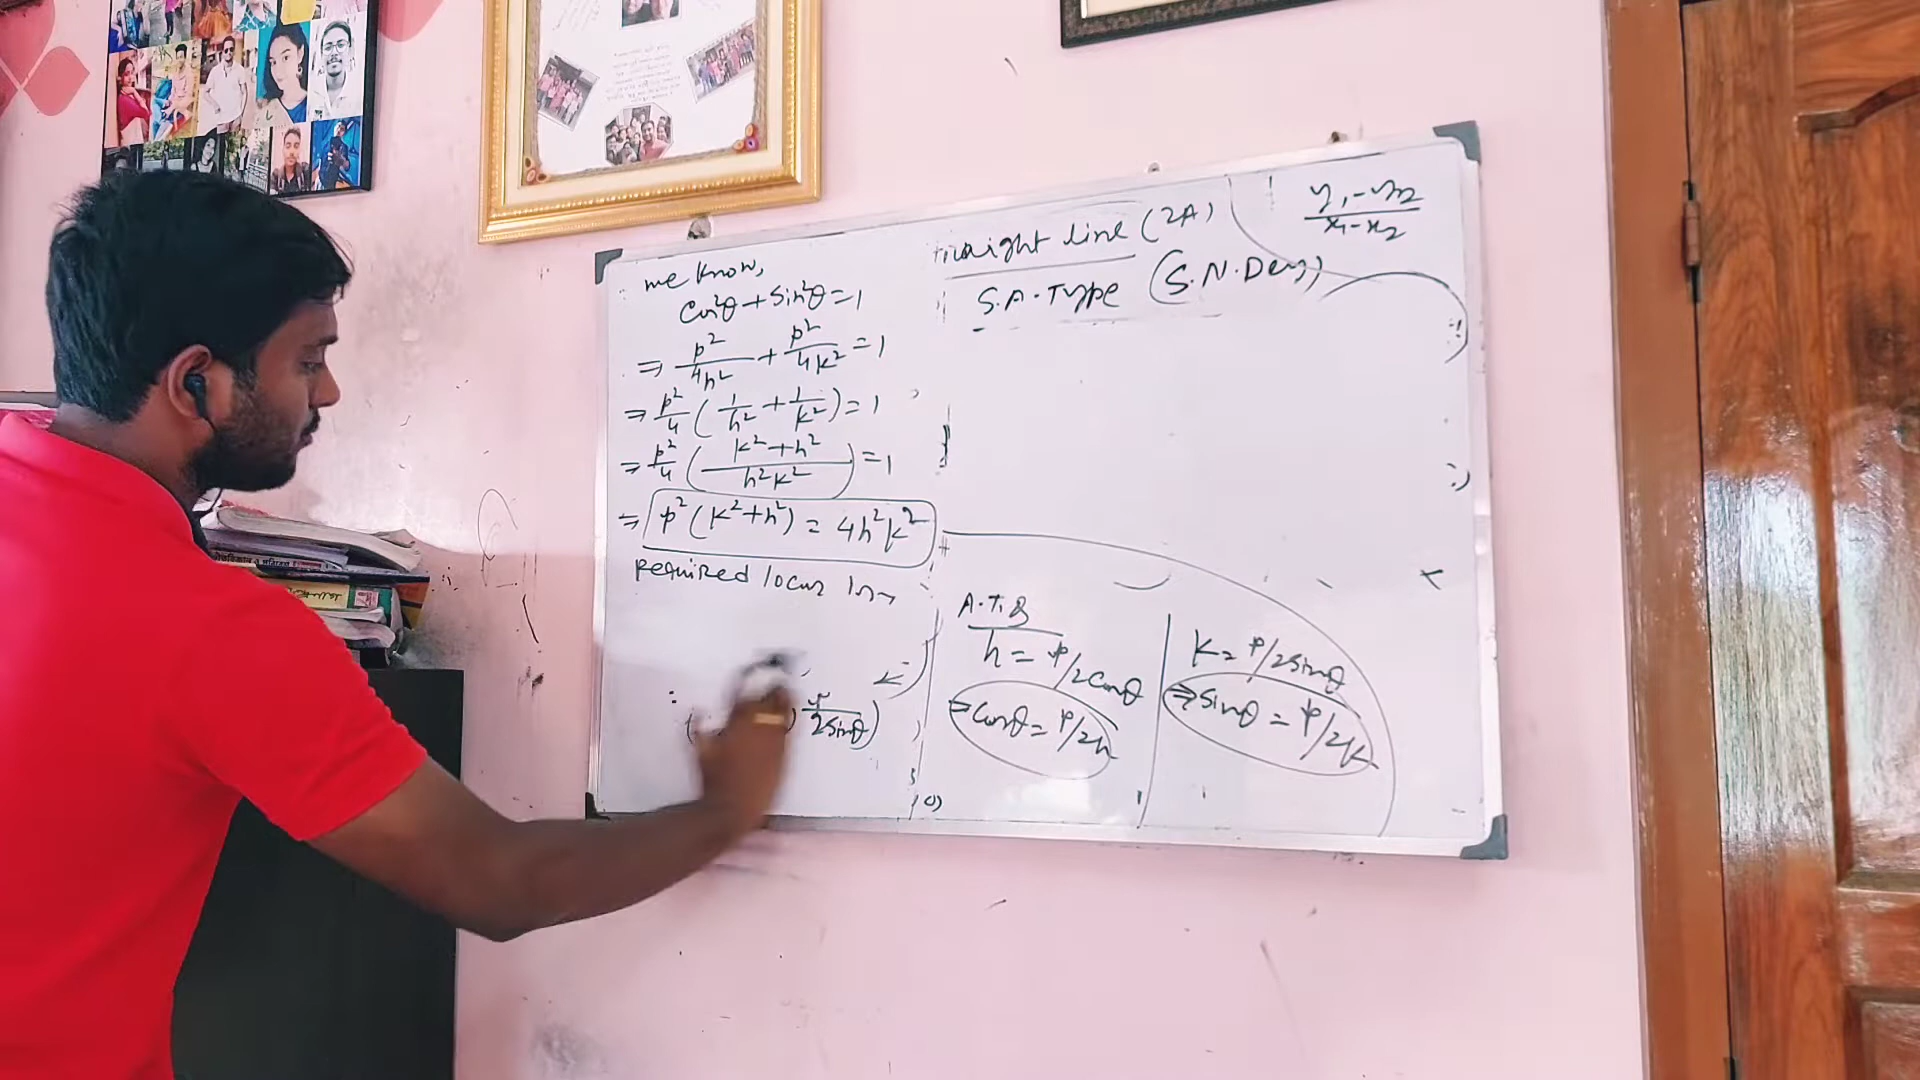 we know,
cos²θ + sin²θ = 1
⇒ p²/4h² + p²/4k² = 1
⇒ p²/4 (1/h² + 1/k²) = 1
⇒ p²/4 (k² + h²/h²k²) = 1
⇒ p²(k² + h²) = 4h²k²
required locus is→
2sinθ)
straight line (2A)
S.A. Type (S.N.Dey)
y₁-y₂
x₁-x₂
A.T.Q
h = p/2cosθ
⇒ cosθ = p/2h
k = p/2sinθ
⇒ sinθ = p/2k